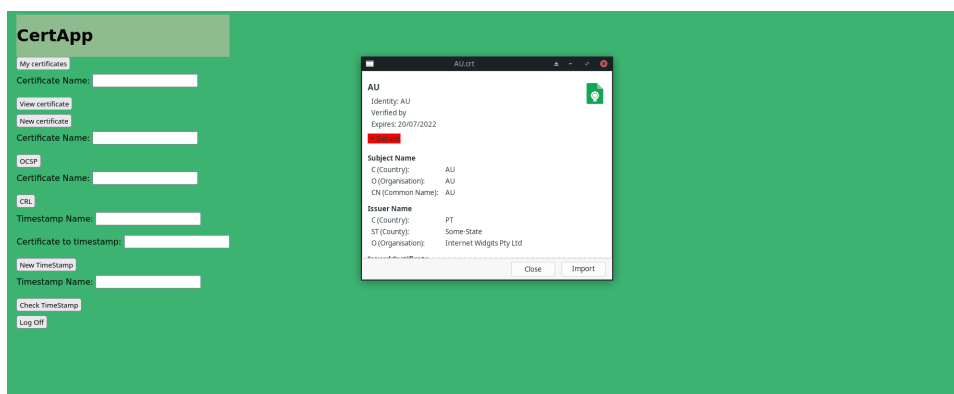 CertApp
My certificates
Certificate Name:
View certificate
New certificate
Certificate Name:
OCSP
Certificate Name:
CRL
Timestamp Name:
Certificate to timestamp:
New TimeStamp
Timestamp Name:
Check TimeStamp
Log Off
AU.crt
AU
Identity: AU
Verified by
Expires: 20/07/2022
Details
Subject Name
C (Country): AU
O (Organisation): AU
CN (Common Name): AU
Issuer Name
C (Country): PT
ST (County): Some-State
O (Organisation): Internet Widgits Pty Ltd
Close Import